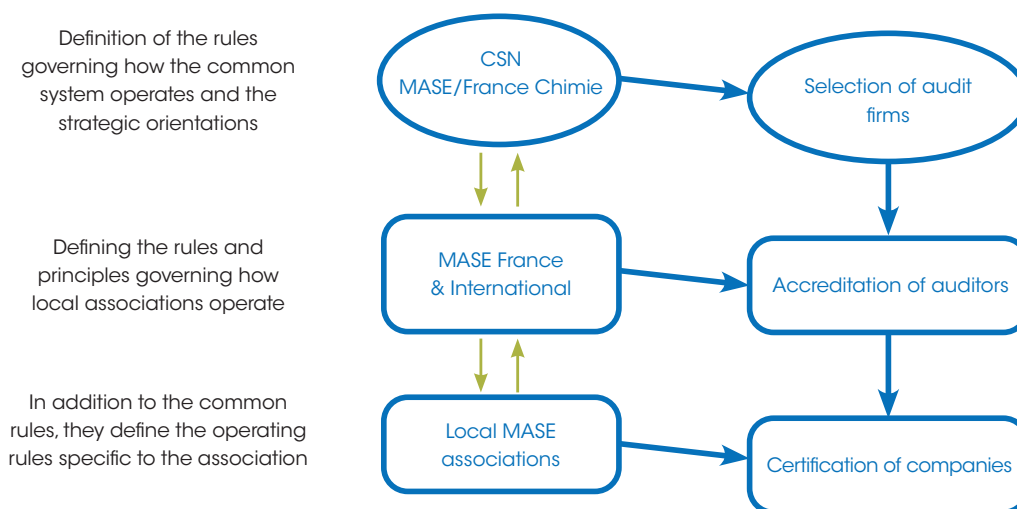 Definition of the rules
governing how the common
system operates and the
strategic orientations
CSN
MASE/France Chimie
Selection of audit
firms
Defining the rules and
principles governing how
local associations operate
MASE France
& International
Accreditation of auditors
In addition to the common
rules, they define the operating
rules specific to the association
Local MASE
associations
Certification of companies